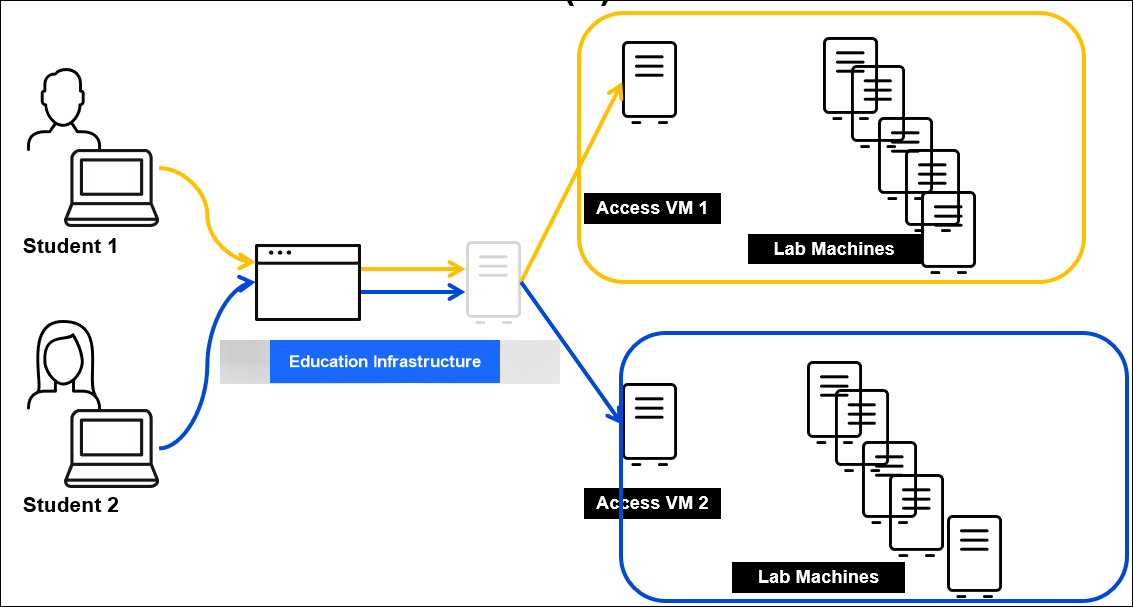 Student 1
Access VM 1
Lab Machines
Education Infrastructure
Student 2
Access VM 2
Lab Machines